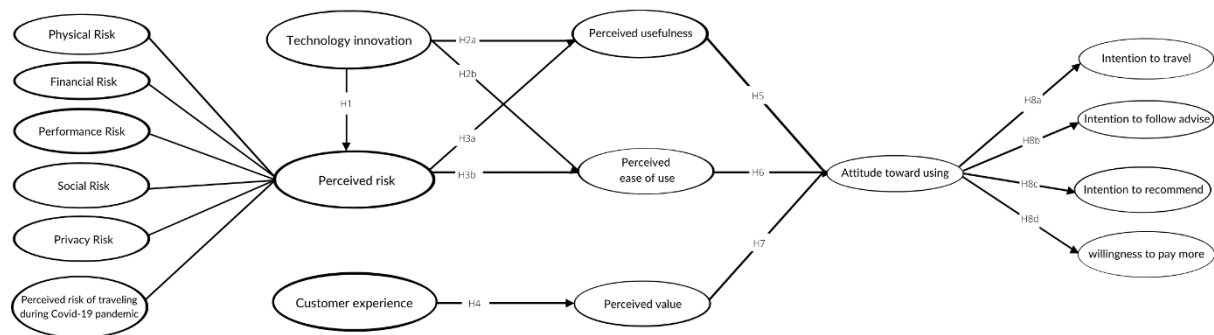 Physical Risk
Financial Risk
Performance Risk
Social Risk
Privacy Risk
Perceived risk of traveling
during Covid-19 pandemic
Technology innovation
H1
Perceived risk
Customer experience
H2a
H2b
H3a
H3b
H4
Perceived usefulness
Perceived
ease of use
Perceived value
H5
H6
H7
Attitude toward using
H8a
H8b
H8c
H8d
Intention to travel
Intention to follow advise
Intention to recommend
willingness to pay more